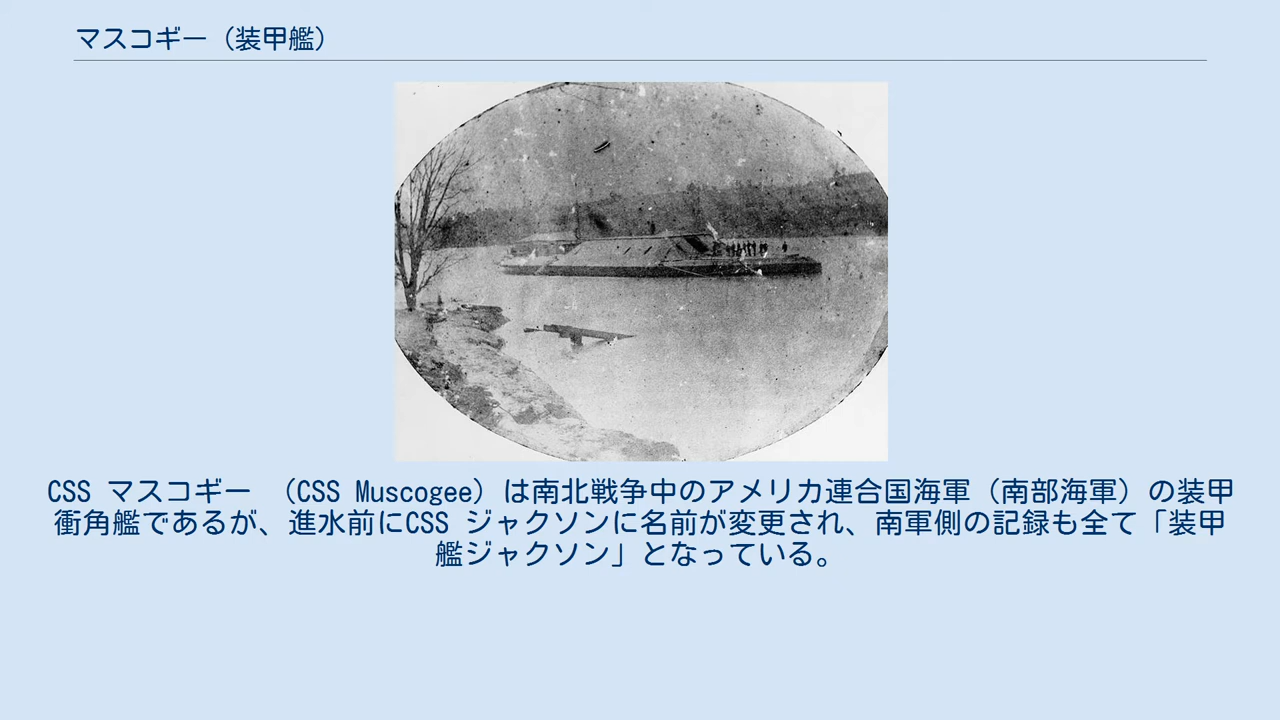 マスコギー（装甲艦）
CSS マスコギー （CSS Muscogee）は南北戦争中のアメリカ連合国海軍（南部海軍）の装甲
衝角艦であるが、進水前にCSS ジャクソンに名前が変更され、南軍側の記録も全て「装甲
艦ジャクソン」となっている。